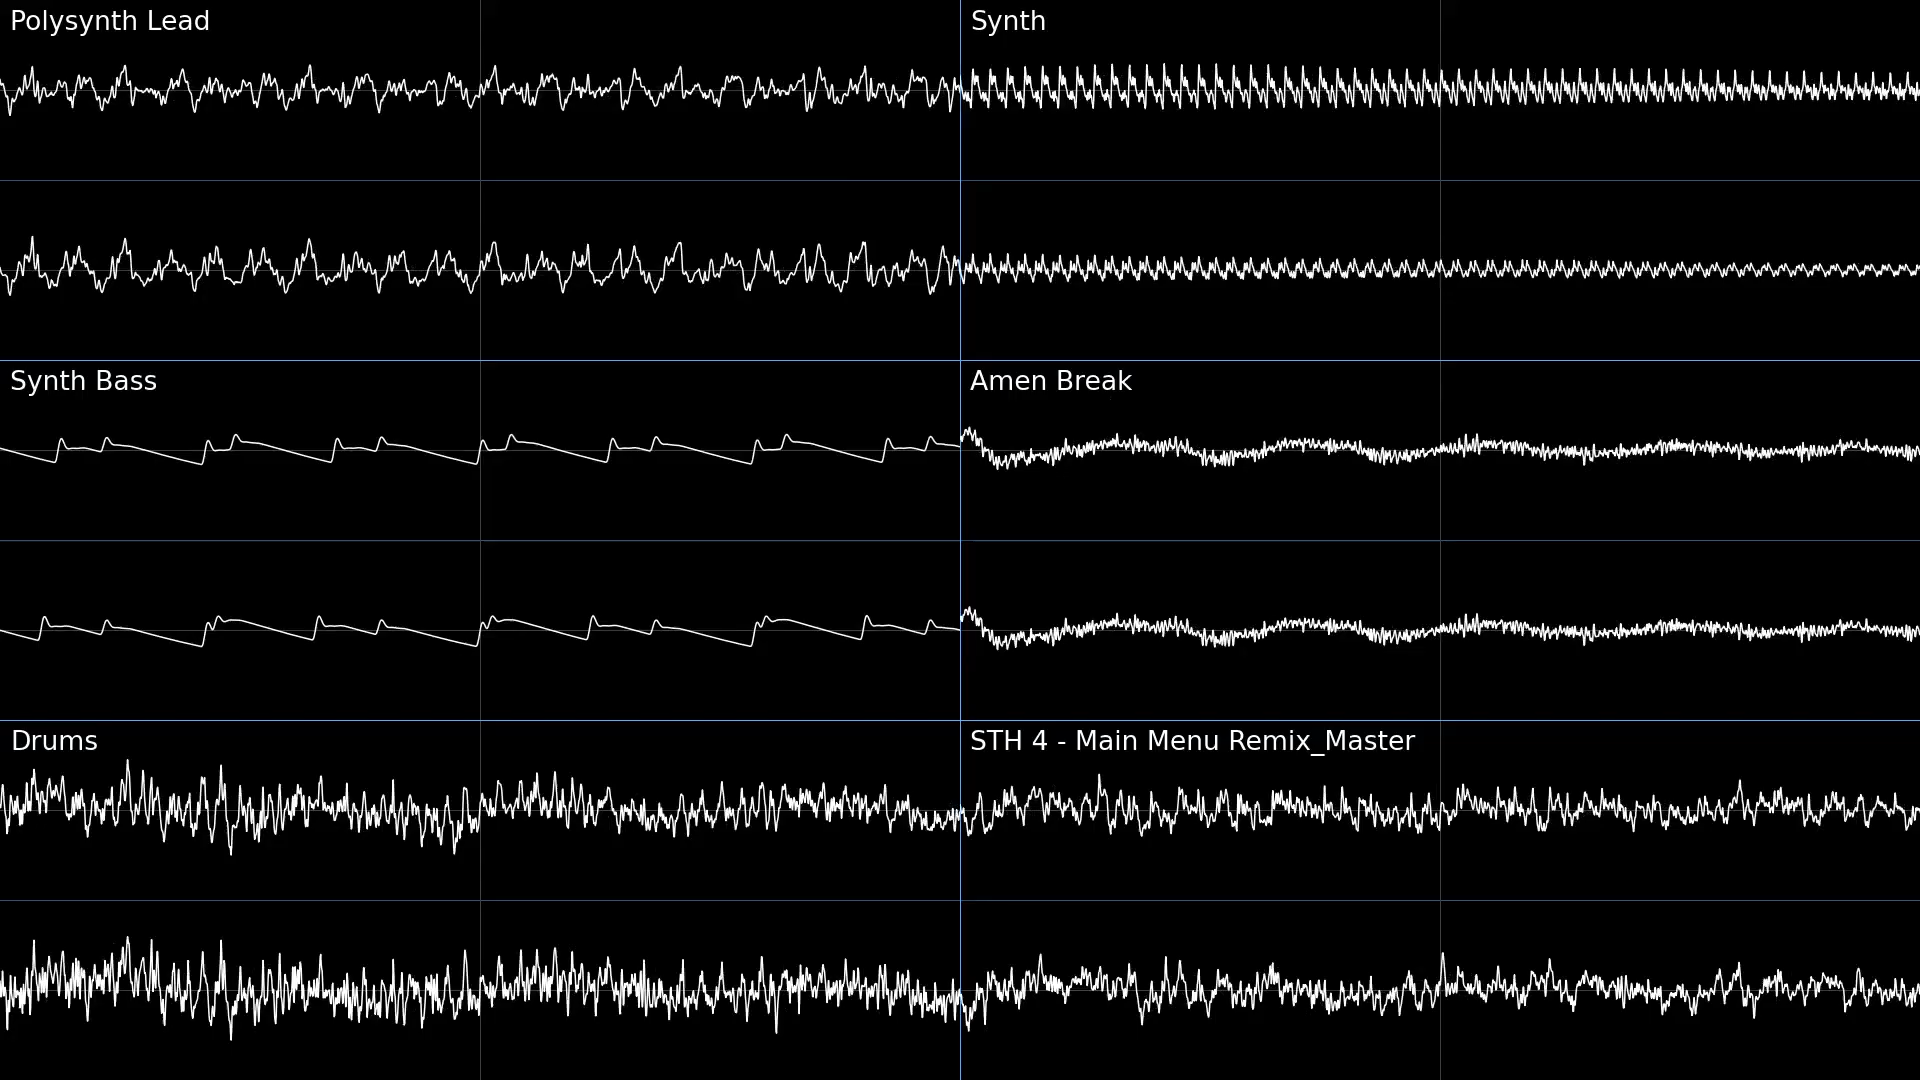 Polysynth Lead
Synth
Synth Bass
Amen Break
Drums
STH 4 - Main Menu Remix_Master